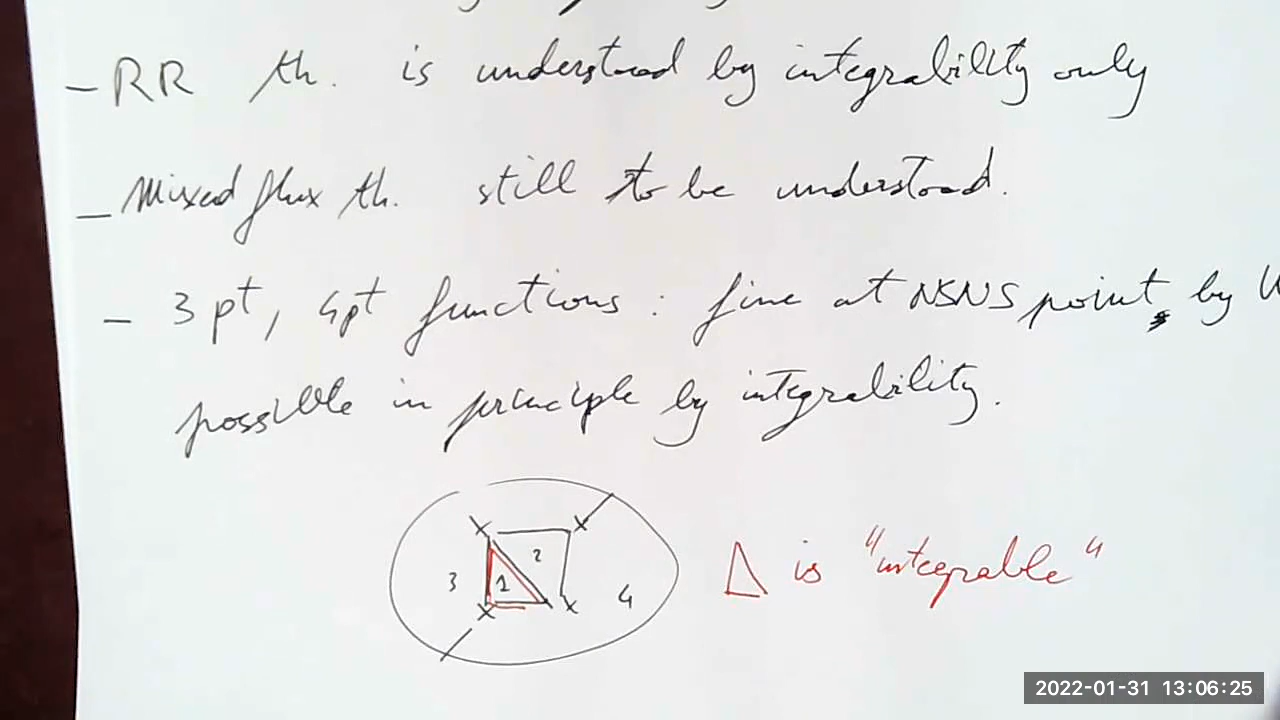 - RR th. is understood by integrability only
- Mixed flux th. still to be understood.
- 3 pt, 4pt functions : fine at NSNS point, by
possible in principle by integrability.
3 1 2 4
Δ is "integrable"
2022-01-31 13:06:25